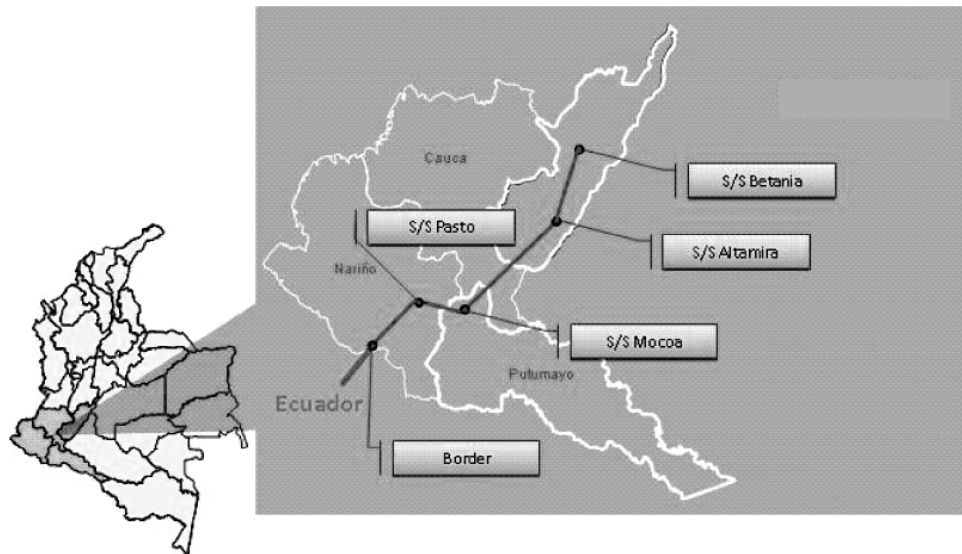 Cauca
S/S Betania
S/S Pasto
S/S Altamira
Nariño
S/S Mocoa
Putumayo
Ecuador
Border